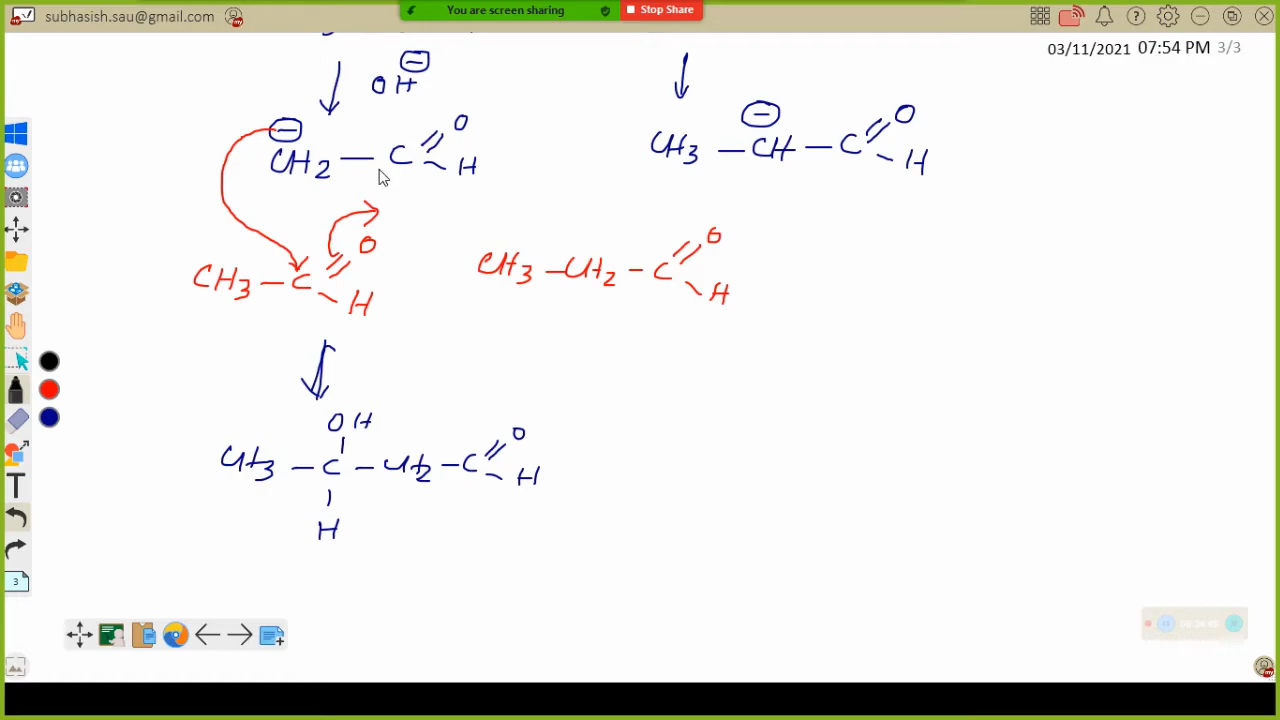 subhasish.sau@gmail.com
You are screen sharing
Stop Share
03/11/2021 07:54 PM 3/3
OH⊖
⊖
CH2 — C = O
– H
⊖
CH3 — CH — C = O
– H
CH3 — C = O
– H
CH3 — CH2 – C = O
– H
OH
CH3 — C — CH2 — C = O
– H
H
3